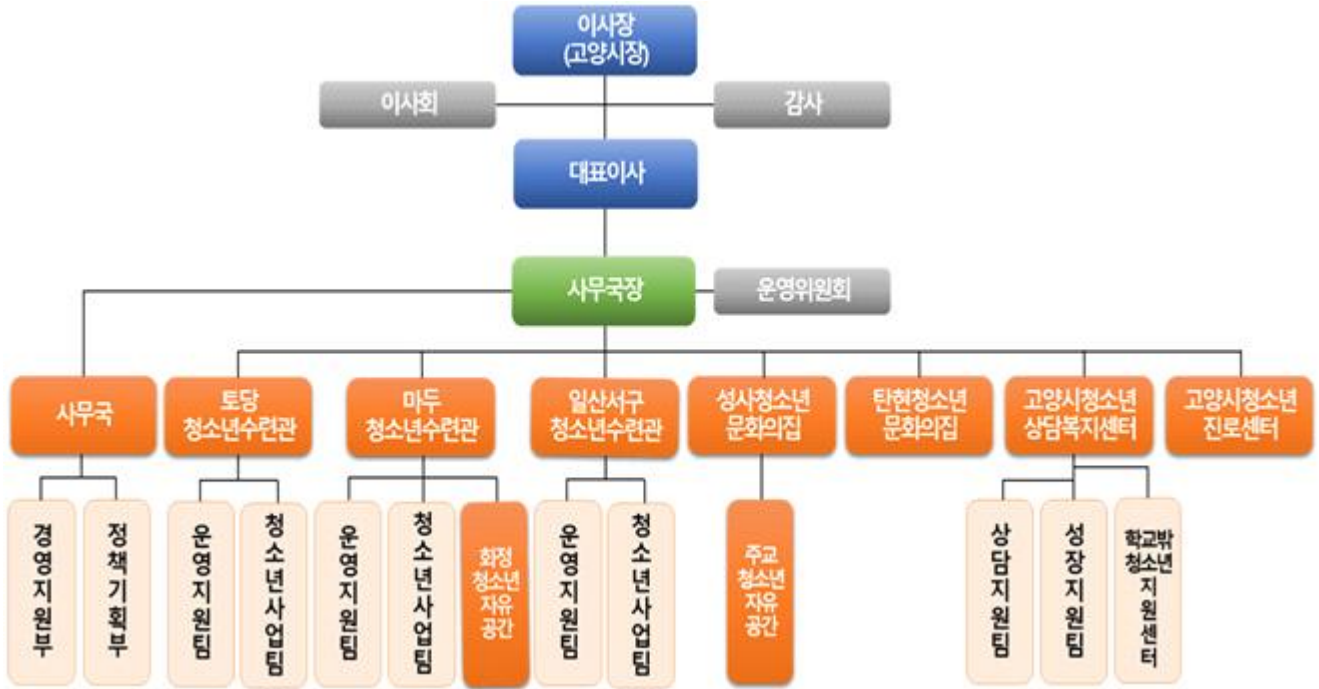 이사장
(고양시장)
이사회
감사
대표이사
사무국장
운영위원회
사무국
토당
청소년수련관
마두
청소년수련관
일산서구
청소년수련관
성사청소년
문화의집
탄현청소년
문화의집
고양시청소년
상담복지센터
고양시청소년
진로센터
경영지원부
정책기획부
운영지원팀
청소년사업팀
운영지원팀
청소년사업팀
화정
청소년
자유
공간
운영지원팀
청소년사업팀
주교
청소년
자유
공간
상담지원팀
성장지원팀
학교밖
청소년
지원센터